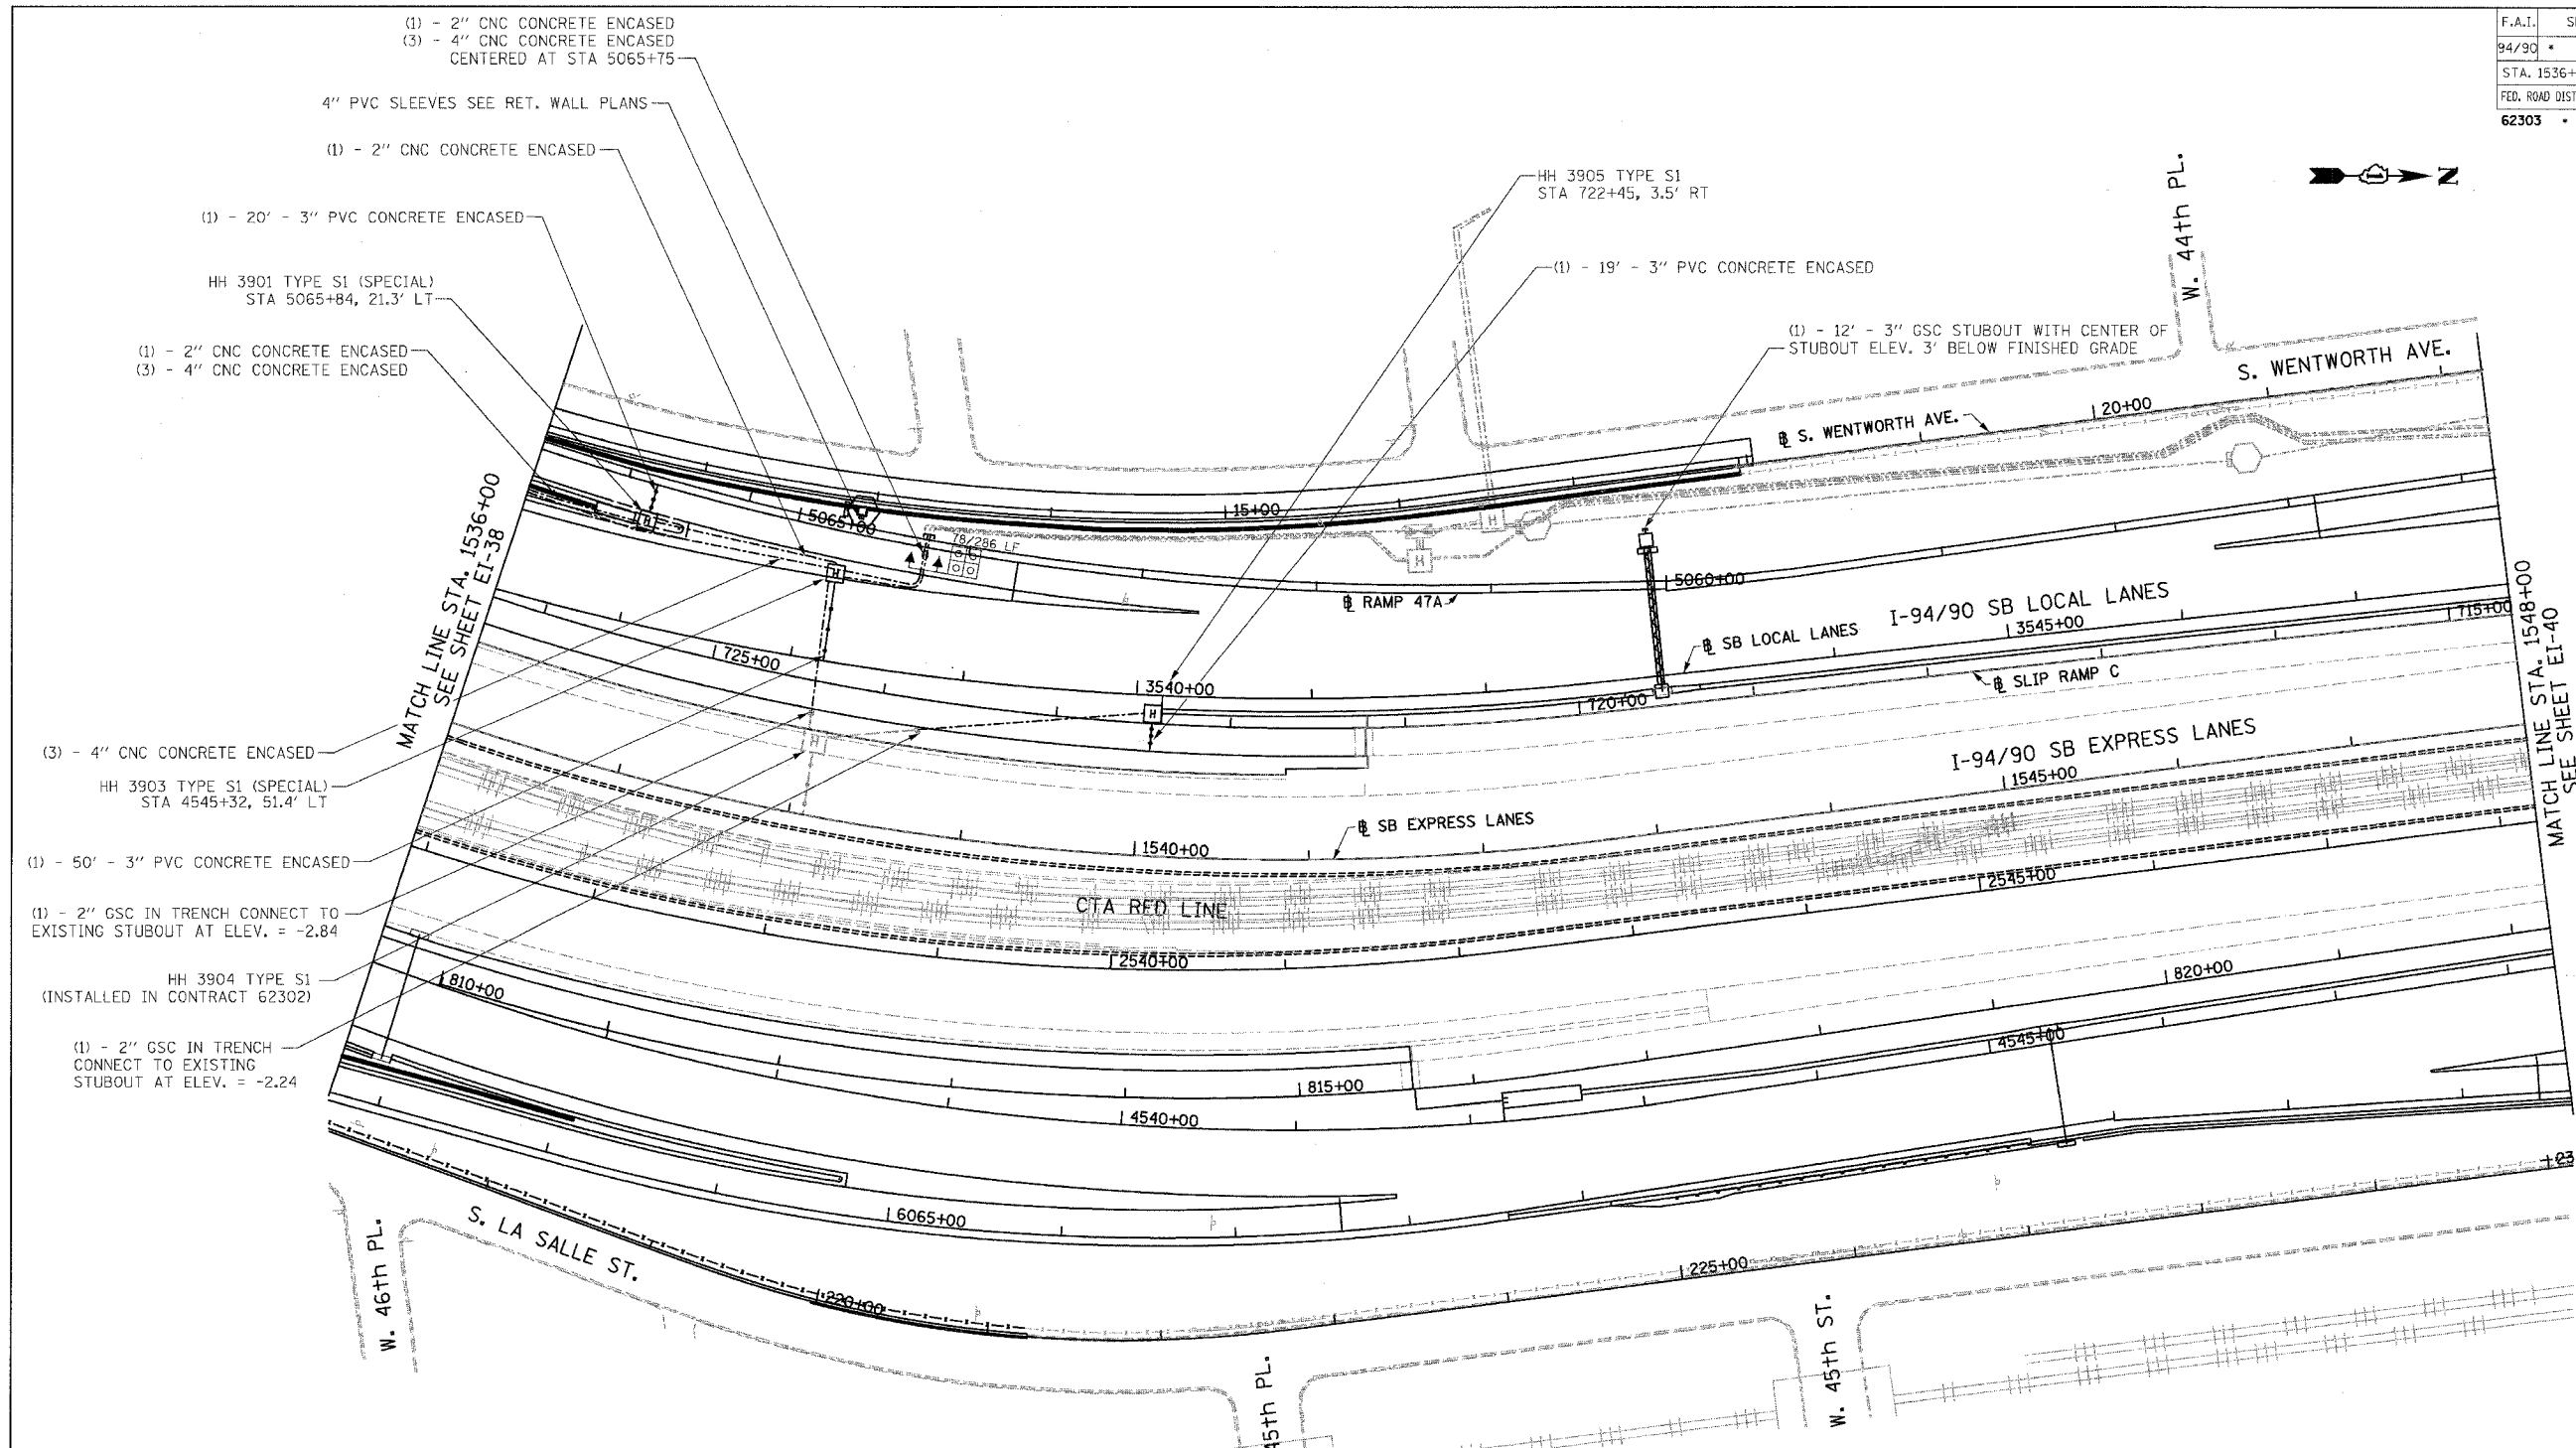 (1) - 2" CNC CONCRETE ENCASED
(3) - 4" CNC CONCRETE ENCASED
CENTERED AT STA 5065+75
4" PVC SLEEVES SEE RET. WALL PLANS
(1) - 2" CNC CONCRETE ENCASED
(1) - 20' - 3" PVC CONCRETE ENCASED
HH 3901 TYPE S1 (SPECIAL)
STA 5065+84, 21.3' LT
(1) - 2" CNC CONCRETE ENCASED
(3) - 4" CNC CONCRETE ENCASED
F.A.I.
94/90 *
STA. 1536+
FED. ROAD DIST
62303 •
N
HH 3905 TYPE S1
STA 722+45, 3.5' RT
(1) - 19' - 3" PVC CONCRETE ENCASED
(1) - 12' - 3" GSC STUBOUT WITH CENTER OF
STUBOUT ELEV. 3' BELOW FINISHED GRADE
W. 44th PL.
S. WENTWORTH AVE.
20+00
S. WENTWORTH AVE.
15+00
5065+00
78/286 LF
H
H
H
H
5060+00
RAMP 47A
I-94/90 SB LOCAL LANES
SB LOCAL LANES
3545+00
715+00
SLIP RAMP C
720+00
725+00
3540+00
H
H
MATCH LINE STA. 1536+00
SEE SHEET EI-38
MATCH LINE STA. 1548+00
SEE SHEET EI-40
I-94/90 SB EXPRESS LANES
1545+00
SB EXPRESS LANES
1540+00
CTA RED LINE
2545+00
2540+00
(3) - 4" CNC CONCRETE ENCASED
HH 3903 TYPE S1 (SPECIAL)
STA 4545+32, 51.4' LT
(1) - 50' - 3" PVC CONCRETE ENCASED
(1) - 2" GSC IN TRENCH CONNECT TO
EXISTING STUBOUT AT ELEV. = -2.84
HH 3904 TYPE S1
(INSTALLED IN CONTRACT 62302)
(1) - 2" GSC IN TRENCH
CONNECT TO EXISTING
STUBOUT AT ELEV. = -2.24
810+00
820+00
4545+00
815+00
4540+00
6065+00
S. LA SALLE ST.
W. 46th PL.
220+00
225+00
+23
45th PL.
W. 45th ST.